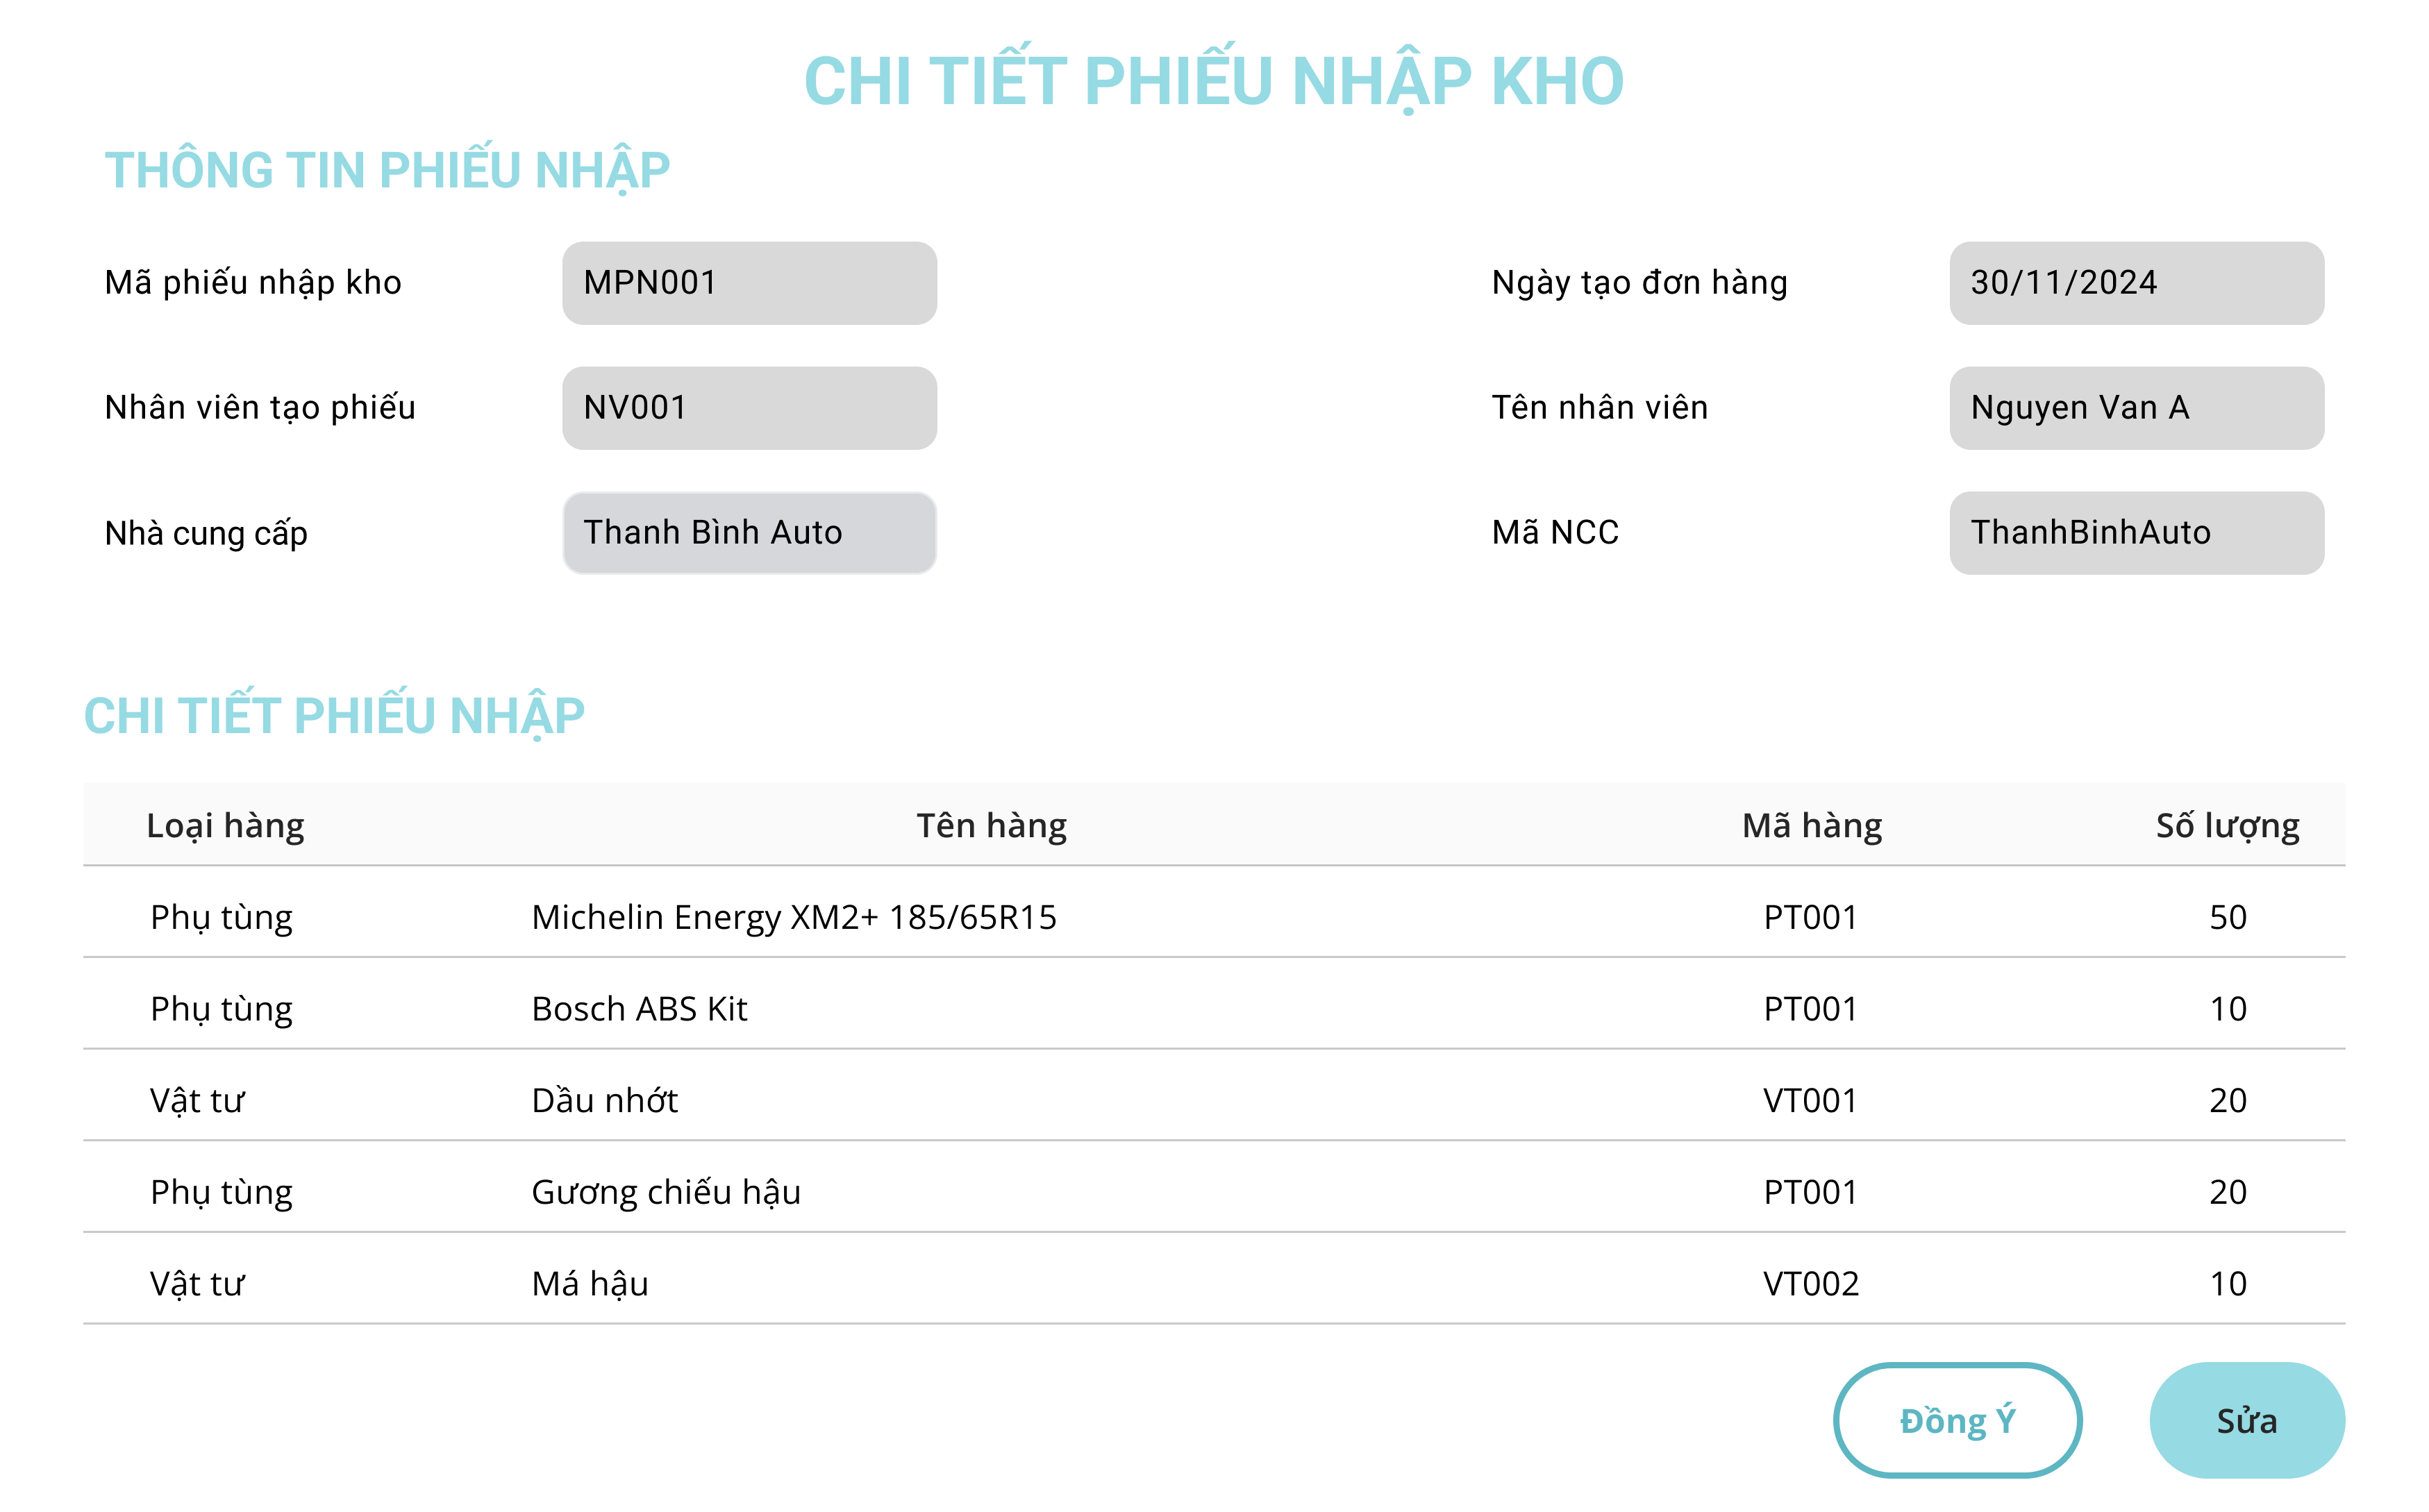 CHI TIẾT PHIẾU NHẬP KHO
THÔNG TIN PHIẾU NHẬP
Mã phiếu nhập kho MPN001 Ngày tạo đơn hàng 30/11/2024
Nhân viên tạo phiếu NV001 Tên nhân viên Nguyen Van A
Nhà cung cấp Thanh Bình Auto Mã NCC ThanhBinhAuto
CHI TIẾT PHIẾU NHẬP
Loại hàng Tên hàng Mã hàng Số lượng
Phụ tùng Michelin Energy XM2+ 185/65R15 PT001 50
Phụ tùng Bosch ABS Kit PT001 10
Vật tư Dầu nhớt VT001 20
Phụ tùng Gương chiếu hậu PT001 20
Vật tư Má hậu VT002 10
Đồng Ý Sửa